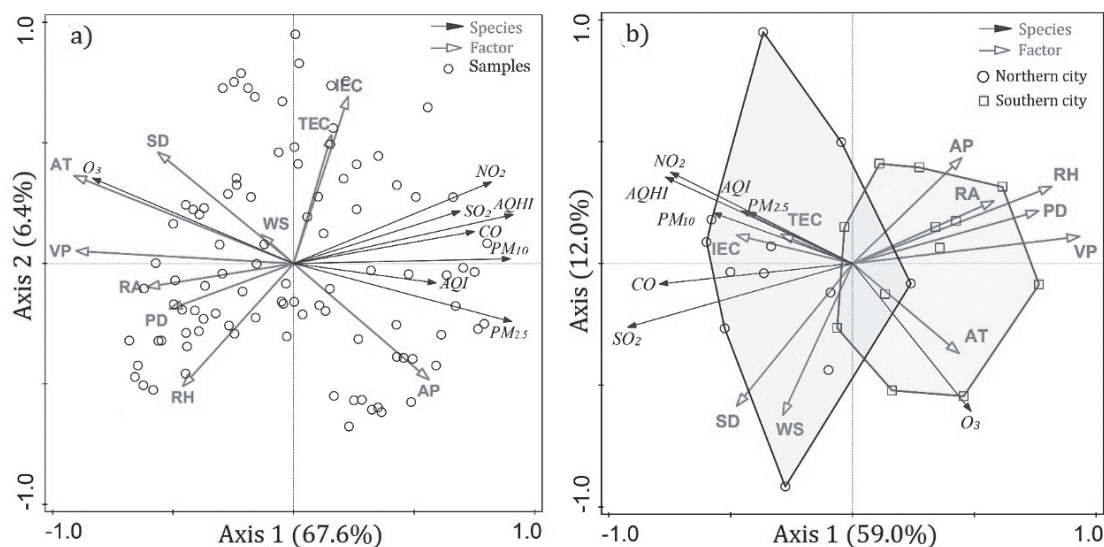 a)
Species
Factor
Samples
1.0
IEC
TEC
SD
AT
O₃
NO₂
SO₂
AQHI
WS
CO
VP
PM₁₀
RA
AQI
PD
PM₂.₅
RH
AP
-1.0
-1.0
1.0
Axis 1 (67.6%)
Axis 2 (6.4%)
b)
Species
Factor
Northern city
Southern city
1.0
AP
NO₂
AQHI
AQI
PM₂.₅
RH
RA
PM₁₀
TEC
PD
IEC
VP
CO
SO₂
AT
SD
WS
O₃
-1.0
-1.0
1.0
Axis 1 (59.0%)
Axis (12.0%)